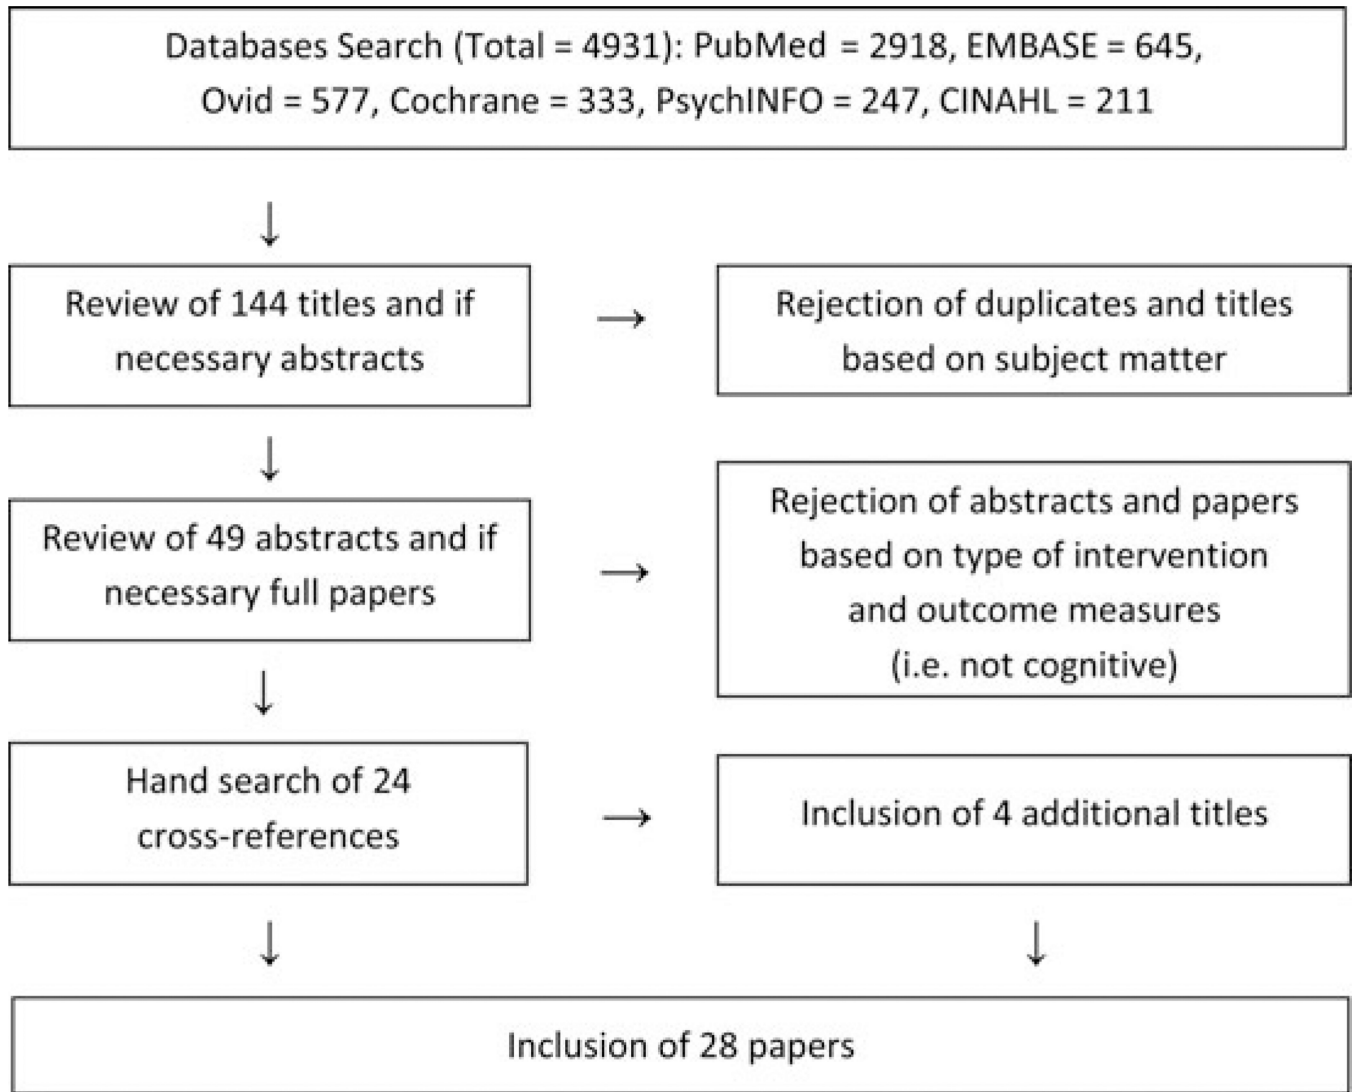 Databases Search (Total = 4931): PubMed = 2918, EMBASE = 645,
Ovid = 577, Cochrane = 333, PsychINFO = 247, CINAHL = 211
↓
Review of 144 titles and if
necessary abstracts
→
Rejection of duplicates and titles
based on subject matter
↓
Review of 49 abstracts and if
necessary full papers
→
Rejection of abstracts and papers
based on type of intervention
and outcome measures
(i.e. not cognitive)
↓
Hand search of 24
cross-references
→
Inclusion of 4 additional titles
↓
↓
Inclusion of 28 papers